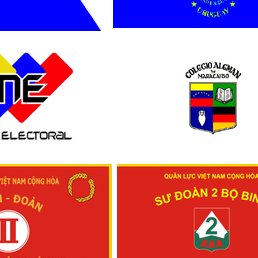 URUGUAY
NE
ELECTORAL
COLEGIO ALEMAN
DE
MARACAIBO
VIỆT NAM CỘNG HÒA
- ĐOÀN
III
QUÂN LỰC VIỆT NAM CỘNG HÒA
SƯ ĐOÀN 2 BỘ BIN
2